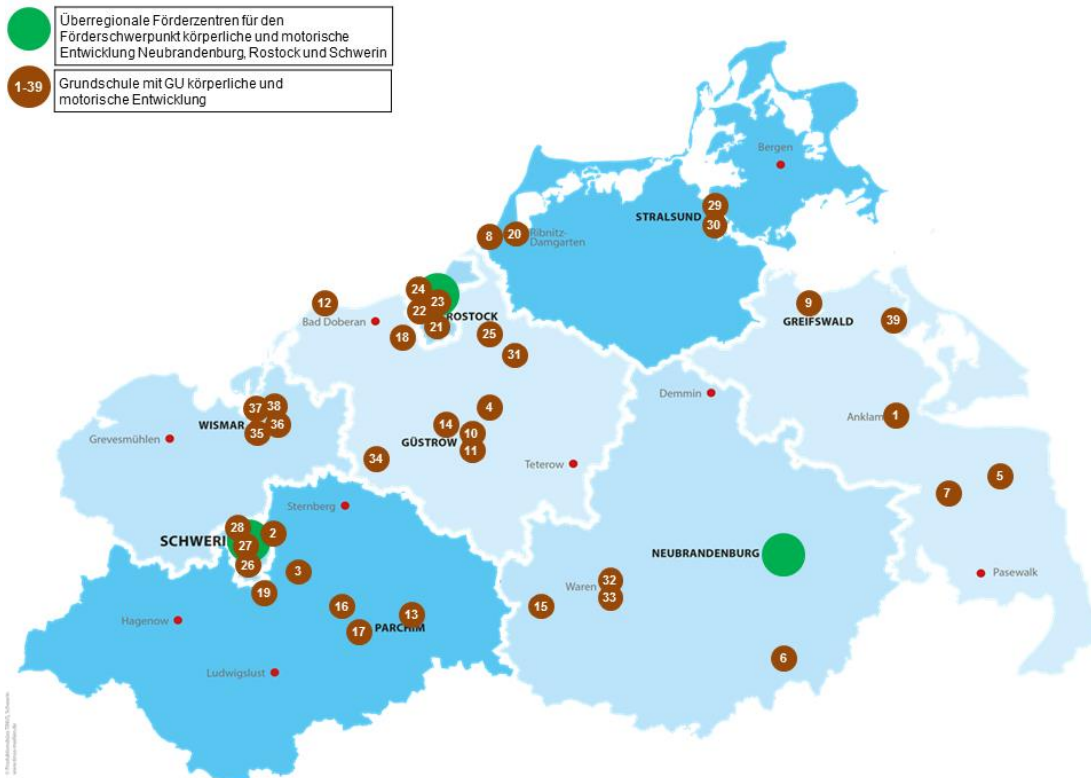 Überregionale Förderzentren für den
Förderschwerpunkt körperliche und motorische
Entwicklung Neubrandenburg, Rostock und Schwerin
1-39
Grundschule mit GU körperliche und
motorische Entwicklung
Bergen
29
STRALSUND
30
8
20
Ribnitz-
Damgarten
24
12
23
9
22
ROSTOCK
GREIFSWALD
39
Bad Doberan
21
18
25
31
Demmin
37
38
4
1
Anklam
WISMAR
36
14
10
35
Grevesmühlen
GÜSTROW
11
34
Teterow
5
7
Sternberg
28
2
SCHWERI
27
NEUBRANDENBURG
26
3
Pasewalk
32
Waren
19
33
16
15
13
Hagenow
17
PARCHIM
6
Ludwigslust